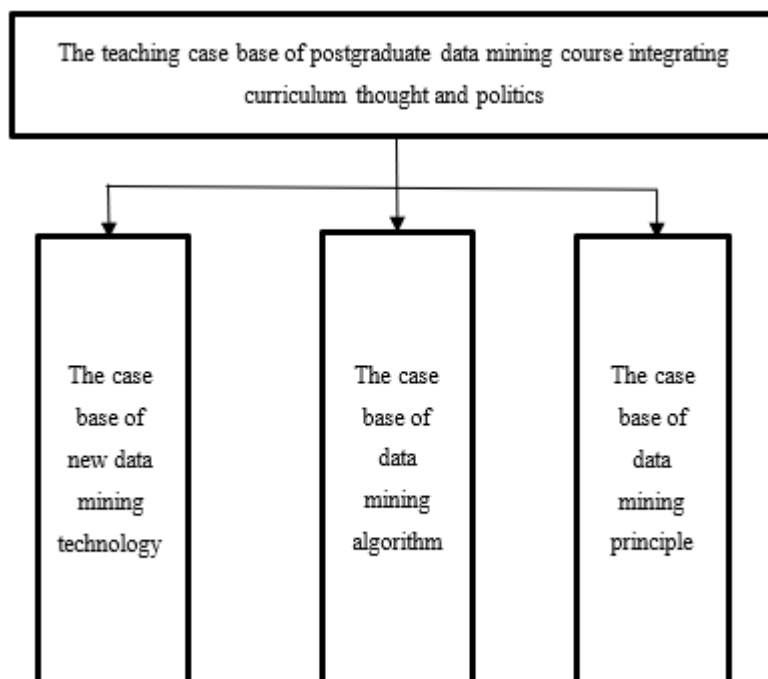 The teaching case base of postgraduate data mining course integrating
curriculum thought and politics
The case
base of
new data
mining
technology
The case
base of
data
mining
algorithm
The case
base of
data
mining
principle